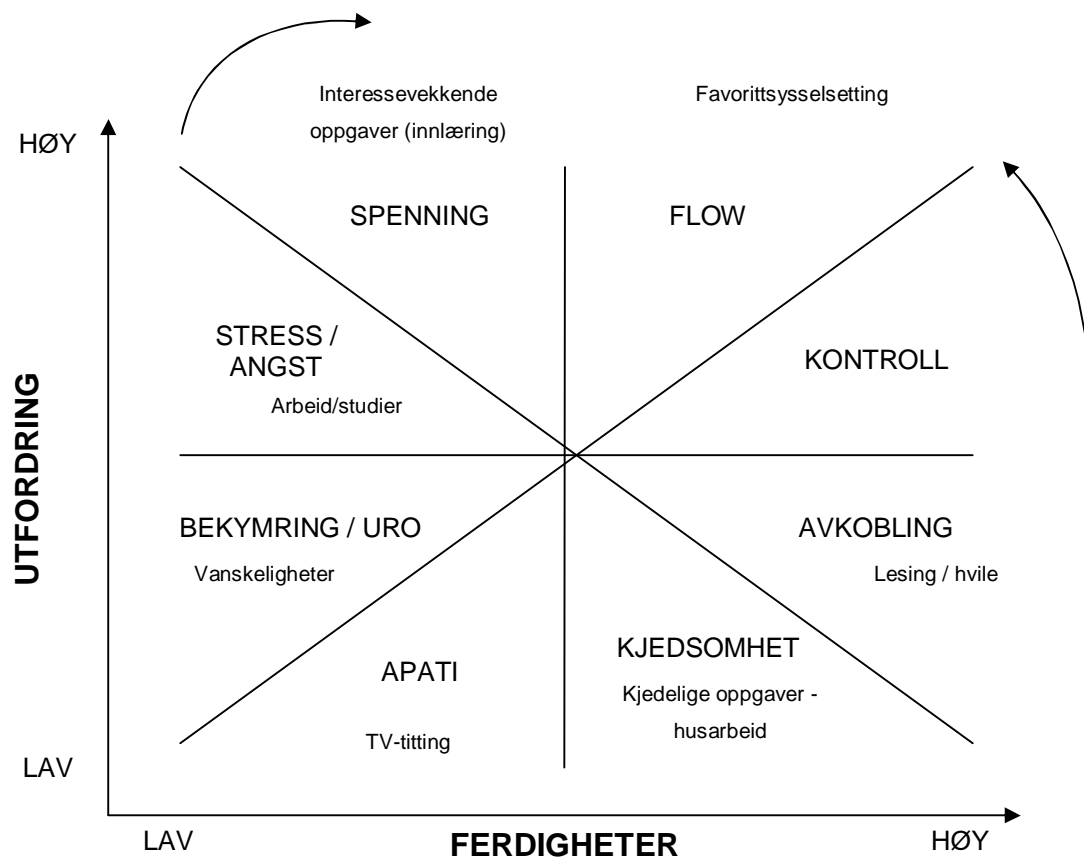 Interessevekkende
oppgaver (innlæring)
Favorittsysselsetting
HØY
SPENNING
FLOW
STRESS /
ANGST
Arbeid/studier
KONTROLL
UTFORDRING
BEKYMRING / URO
Vanskeligheter
AVKOBLING
Lesing / hvile
APATI
TV-titting
KJEDSOMHET
Kjedelige oppgaver -
husarbeid
LAV
LAV
FERDIGHETER
HØY